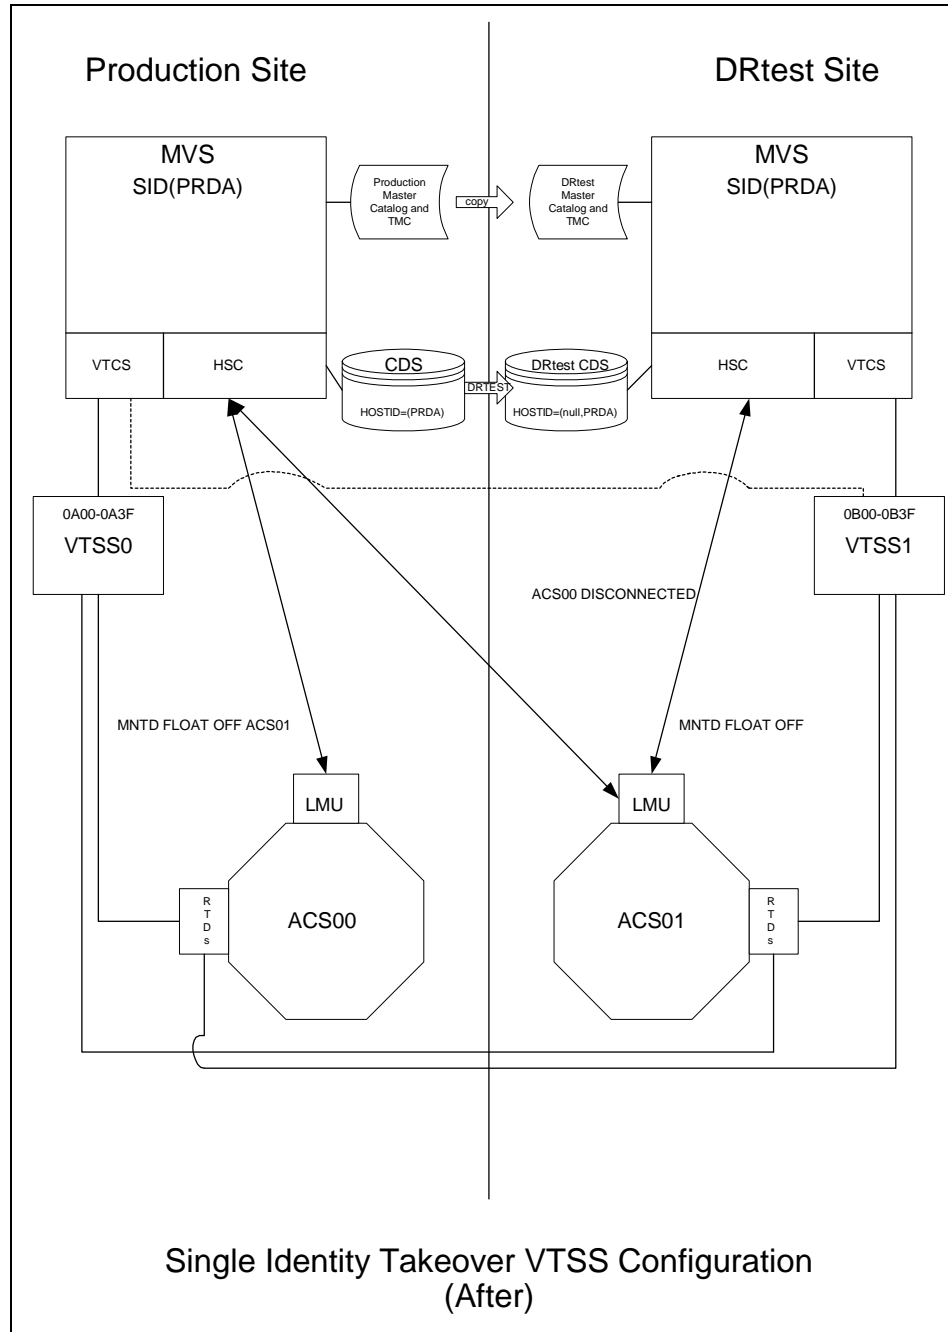 Production Site
DRtest Site
MVS
SID(PRDA)
Production
Master
Catalog and
TMC
copy
DRtest
Master
Catalog and
TMC
MVS
SID(PRDA)
VTCS
HSC
CDS
HOSTID=(PRDA)
DRTEST
DRtest CDS
HOSTID=(null,PRDA)
HSC
VTCS
0A00-0A3F
VTSS0
0B00-0B3F
VTSS1
ACS00 DISCONNECTED
MNTD FLOAT OFF ACS01
MNTD FLOAT OFF
LMU
LMU
R
T
D
s
ACS00
ACS01
R
T
D
s
Single Identity Takeover VTSS Configuration
(After)